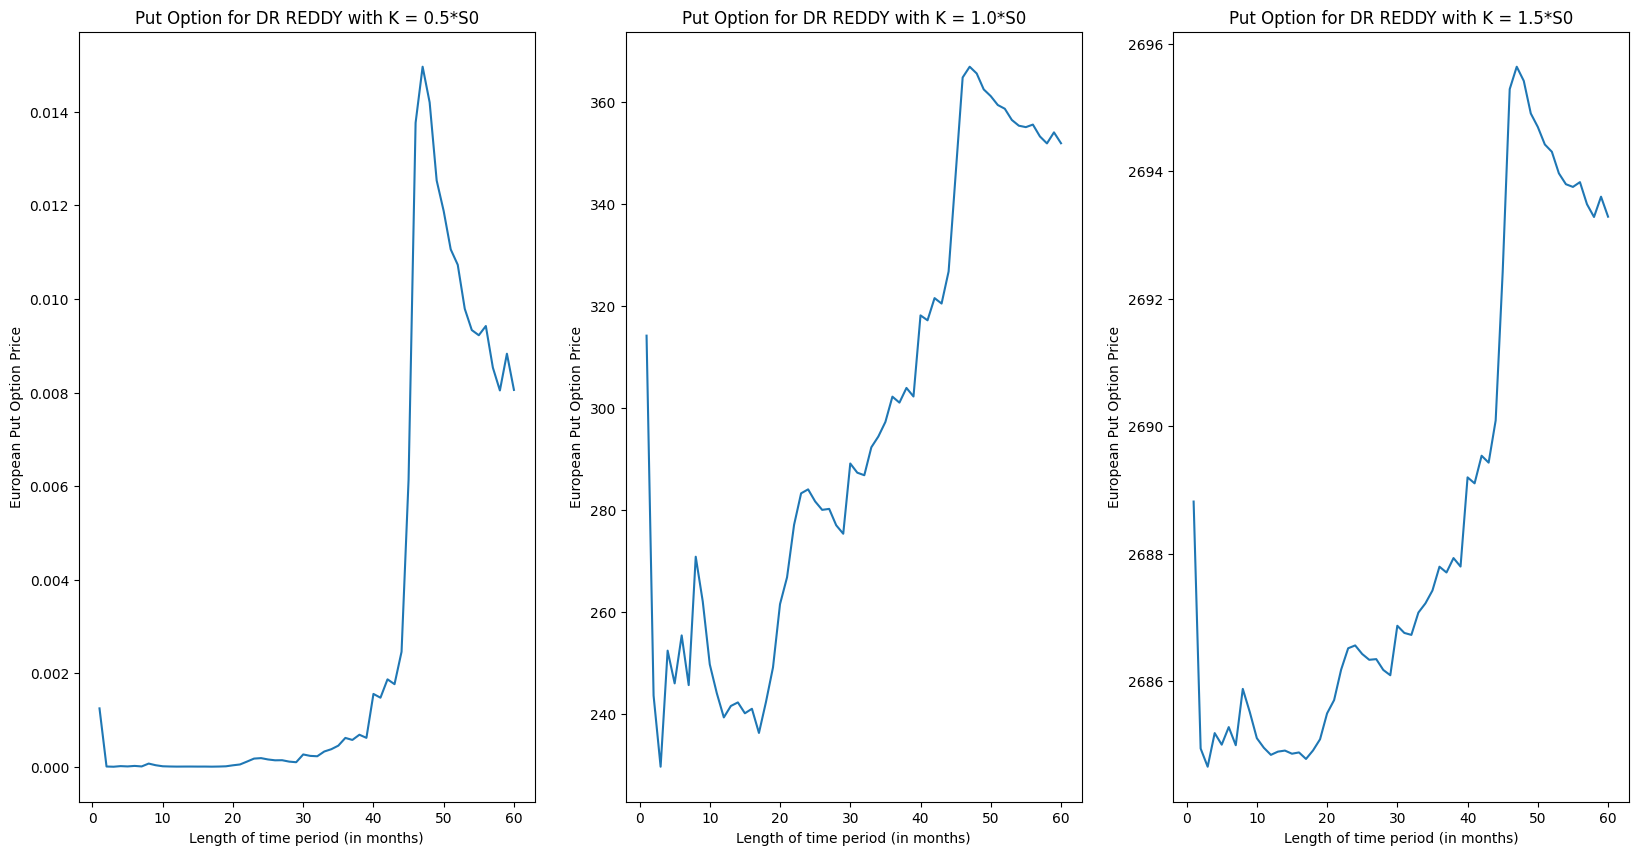 Put Option for DR REDDY with K = 0.5*S0
European Put Option Price
0.014
0.012
0.010
0.008
0.006
0.004
0.002
0.000
0 10 20 30 40 50 60
Length of time period (in months)
Put Option for DR REDDY with K = 1.0*S0
European Put Option Price
360
340
320
300
280
260
240
0 10 20 30 40 50 60
Length of time period (in months)
Put Option for DR REDDY with K = 1.5*S0
European Put Option Price
2696
2694
2692
2690
2688
2686
0 10 20 30 40 50 60
Length of time period (in months)